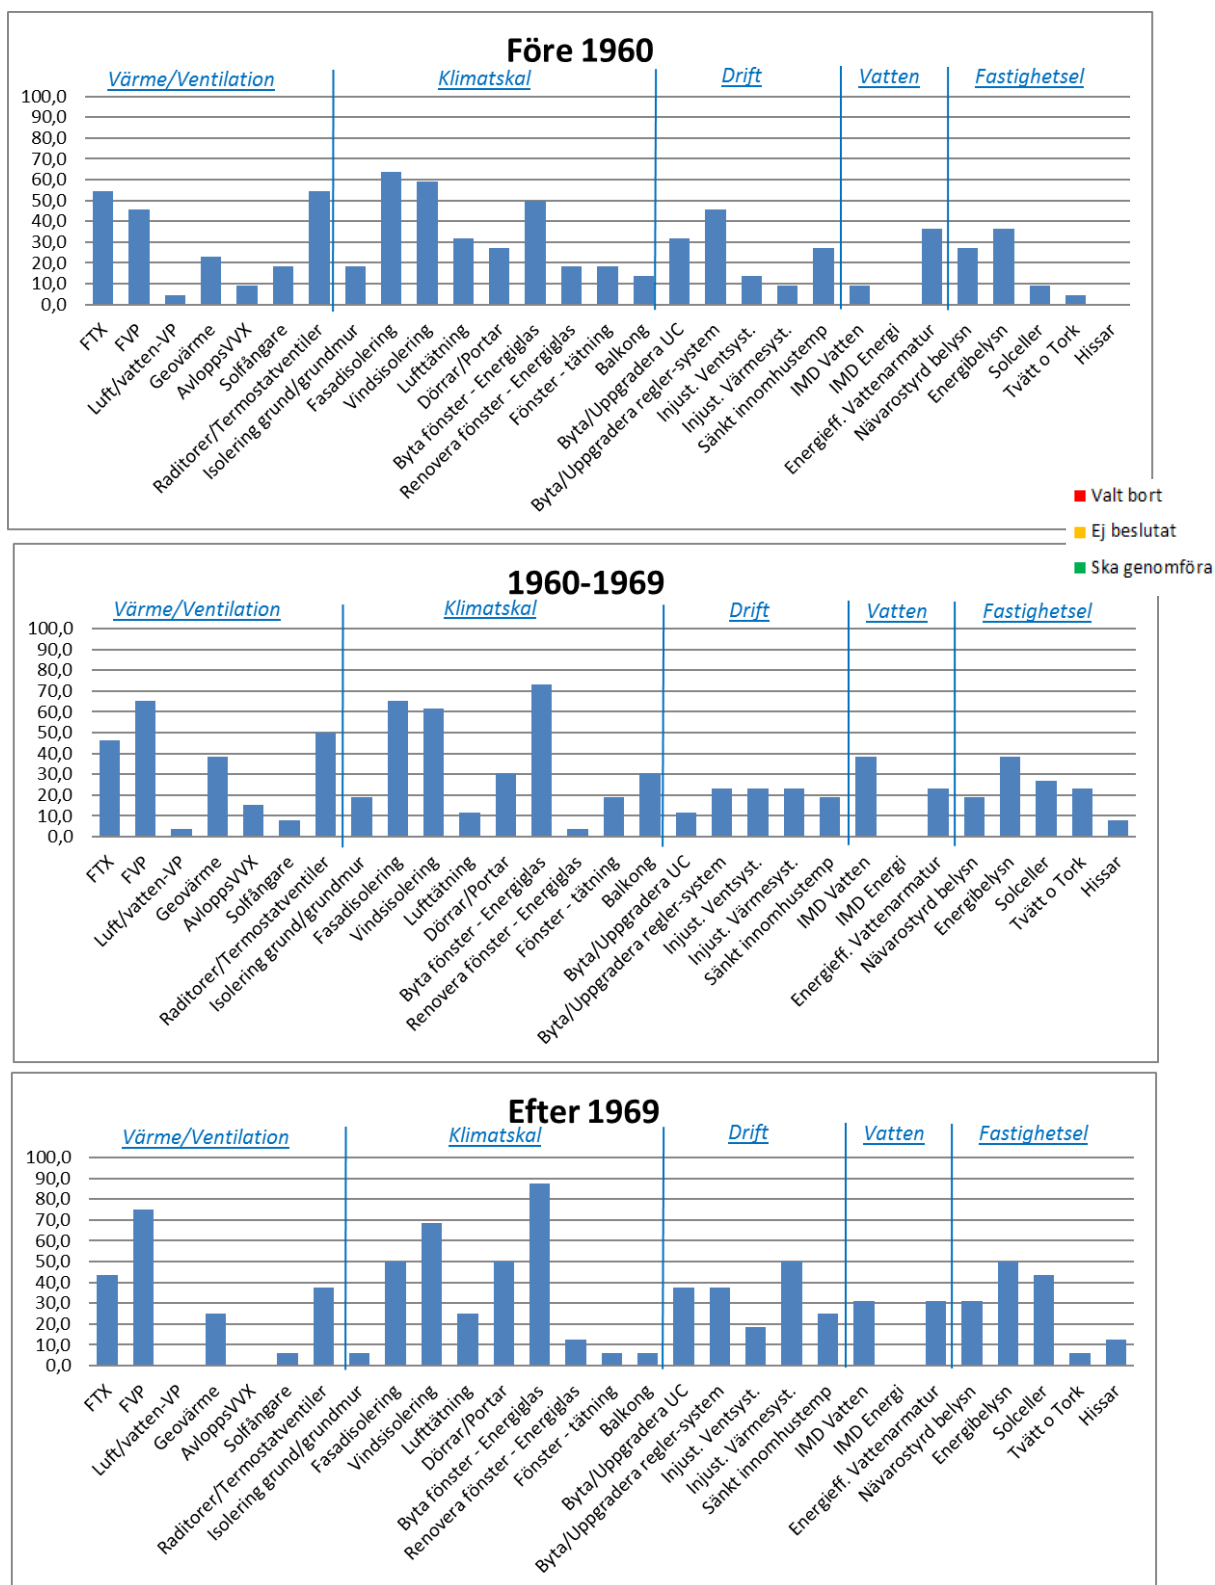 Före 1960
Värme/Ventilation Klimatskal Drift Vatten Fastighetsel
100,0
90,0
80,0
70,0
60,0
50,0
40,0
30,0
20,0
10,0
0,0
FTX
FVP
Luft/vatten-VP
Geovärme
AvloppsVVX
Solfångare
Raditorer/Termostatventiler
Isolering grund/grundmur
Fasadisolering
Vindsisolering
Lufttätning
Dörrar/Portar
Byta fönster - Energiglas
Renovera fönster - Energiglas
Fönster - tätning
Balkong
Byta/Uppgradera UC
Byta/Uppgradera regler-system
Injust. Ventsyst.
Injust. Värmesyst.
Sänkt innomhustemp
IMD Vatten
IMD Energi
Energieff. Vattenarmatur
Nävarostyrd belysn
Energibelysn
Solceller
Tvätt o Tork
Hissar
Valt bort
Ej beslutat
Ska genomföra
1960-1969
Värme/Ventilation Klimatskal Drift Vatten Fastighetsel
100,0
90,0
80,0
70,0
60,0
50,0
40,0
30,0
20,0
10,0
0,0
FTX
FVP
Luft/vatten-VP
Geovärme
AvloppsVVX
Solfångare
Raditorer/Termostatventiler
Isolering grund/grundmur
Fasadisolering
Vindsisolering
Lufttätning
Dörrar/Portar
Byta fönster - Energiglas
Renovera fönster - Energiglas
Fönster - tätning
Balkong
Byta/Uppgradera UC
Byta/Uppgradera regler-system
Injust. Ventsyst.
Injust. Värmesyst.
Sänkt innomhustemp
IMD Vatten
IMD Energi
Energieff. Vattenarmatur
Nävarostyrd belysn
Energibelysn
Solceller
Tvätt o Tork
Hissar
Efter 1969
Värme/Ventilation Klimatskal Drift Vatten Fastighetsel
100,0
90,0
80,0
70,0
60,0
50,0
40,0
30,0
20,0
10,0
0,0
FTX
FVP
Luft/vatten-VP
Geovärme
AvloppsVVX
Solfångare
Raditorer/Termostatventiler
Isolering grund/grundmur
Fasadisolering
Vindsisolering
Lufttätning
Dörrar/Portar
Byta fönster - Energiglas
Renovera fönster - Energiglas
Fönster - tätning
Balkong
Byta/Uppgradera UC
Byta/Uppgradera regler-system
Injust. Ventsyst.
Injust. Värmesyst.
Sänkt innomhustemp
IMD Vatten
IMD Energi
Energieff. Vattenarmatur
Nävarostyrd belysn
Energibelysn
Solceller
Tvätt o Tork
Hissar